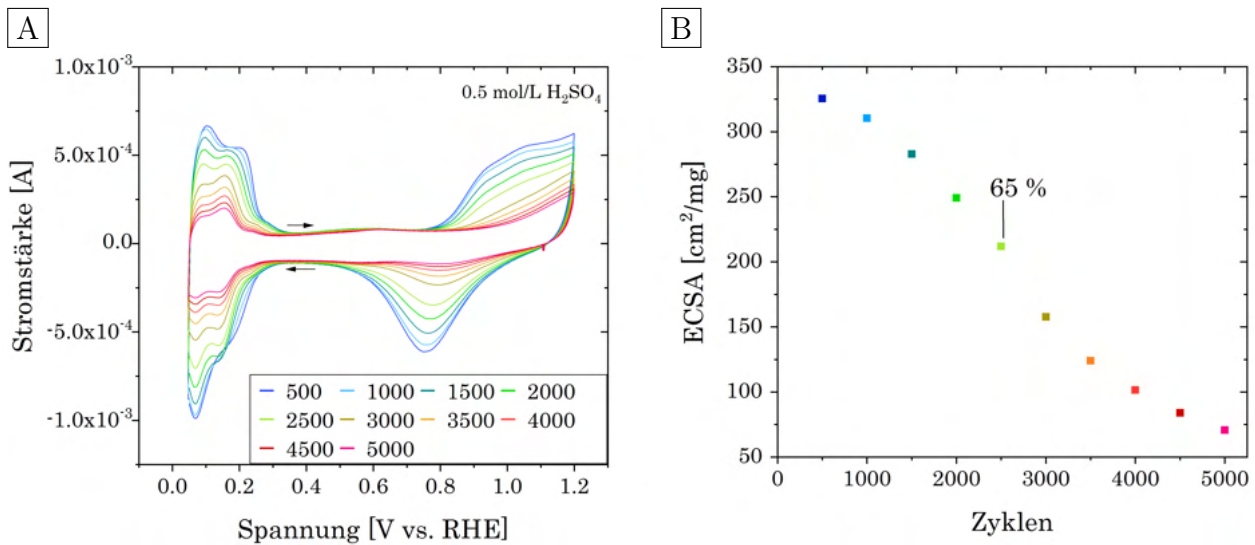 A
1.0x10⁻³
5.0x10⁻⁴
0.0
-5.0x10⁻⁴
-1.0x10⁻³
Stromstärke [A]
0.5 mol/L H₂SO₄
500 1000 1500 2000
2500 3000 3500 4000
4500 5000
0.0 0.2 0.4 0.6 0.8 1.0 1.2
Spannung [V vs. RHE]
B
350
300
250
200
150
100
50
ECSA [cm²/mg]
65 %
0 1000 2000 3000 4000 5000
Zyklen